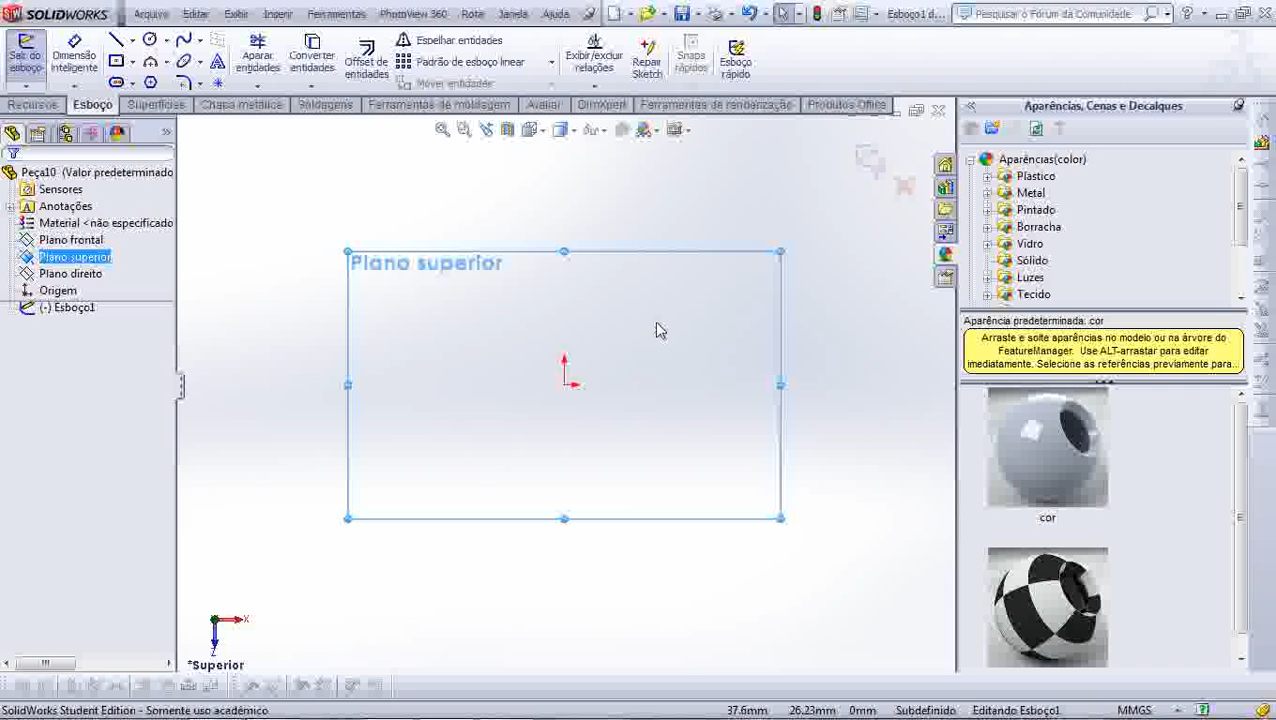 SOLIDWORKS Arquivo Editar Exibir Inserir Ferramentas PhotoView 360 Rota Janela Ajuda Esboço1 d... Pesquisar o Fórum da Comunidade
Sair do esboço
Dimensão inteligente
Aparar entidades
Converter entidades
Offset de entidades
Espelhar entidades
Padrão de esboço linear
Mover entidades
Exibir/excluir relações
Repair Sketch
Snaps rápidos
Esboço rápido
Recursos Esboço Superfícies Chapa metálica Soldagens Ferramentas de moldagem Avaliar DimXpert Ferramentas de renderização Produtos Office
Aparências, Cenas e Decalques
Peça10 (Valor predeterminado
Sensores
Anotações
Material <não especificado
Plano frontal
Plano superior
Plano direito
Origem
(-) Esboço1
Plano superior
Aparências(color)
Plástico
Metal
Pintado
Borracha
Vidro
Sólido
Luzes
Tecido
Aparência predeterminada: cor
Arraste e solte aparências no modelo ou na árvore do
FeatureManager. Use ALT-arrastar para editar
imediatamente. Selecione as referências previamente para...
cor
X
Z
*Superior
SolidWorks Student Edition - Somente uso acadêmico 37.6mm 26.23mm 0mm Subdefinido Editando Esboço1 MMGS